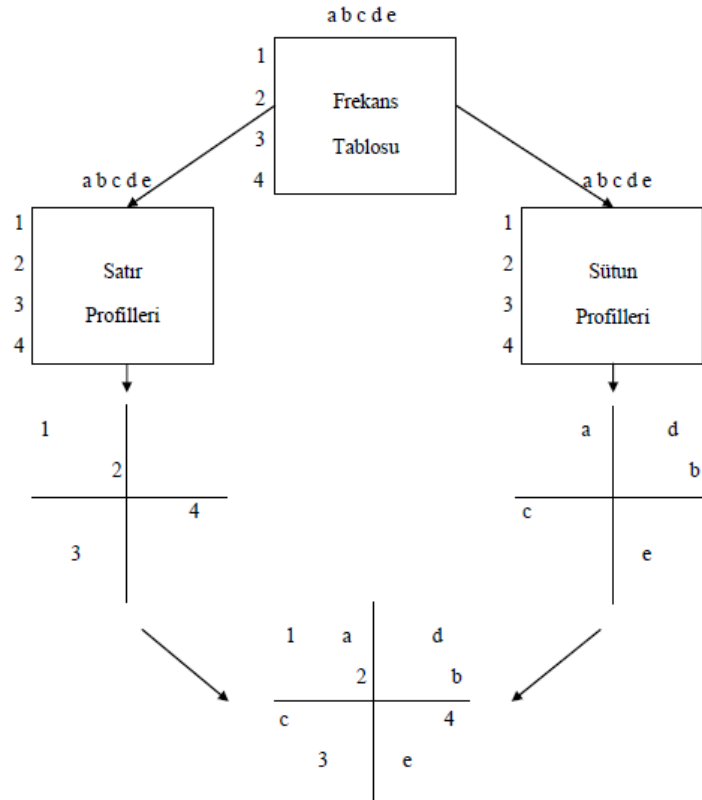 a b c d e
1
2
3
4
Frekans
Tablosu
a b c d e
1
2
3
4
Satır
Profilleri
a b c d e
1
2
3
4
Sütun
Profilleri
1
2
4
3
a d
b
c
e
1 a d
2 b
c 4
3 e